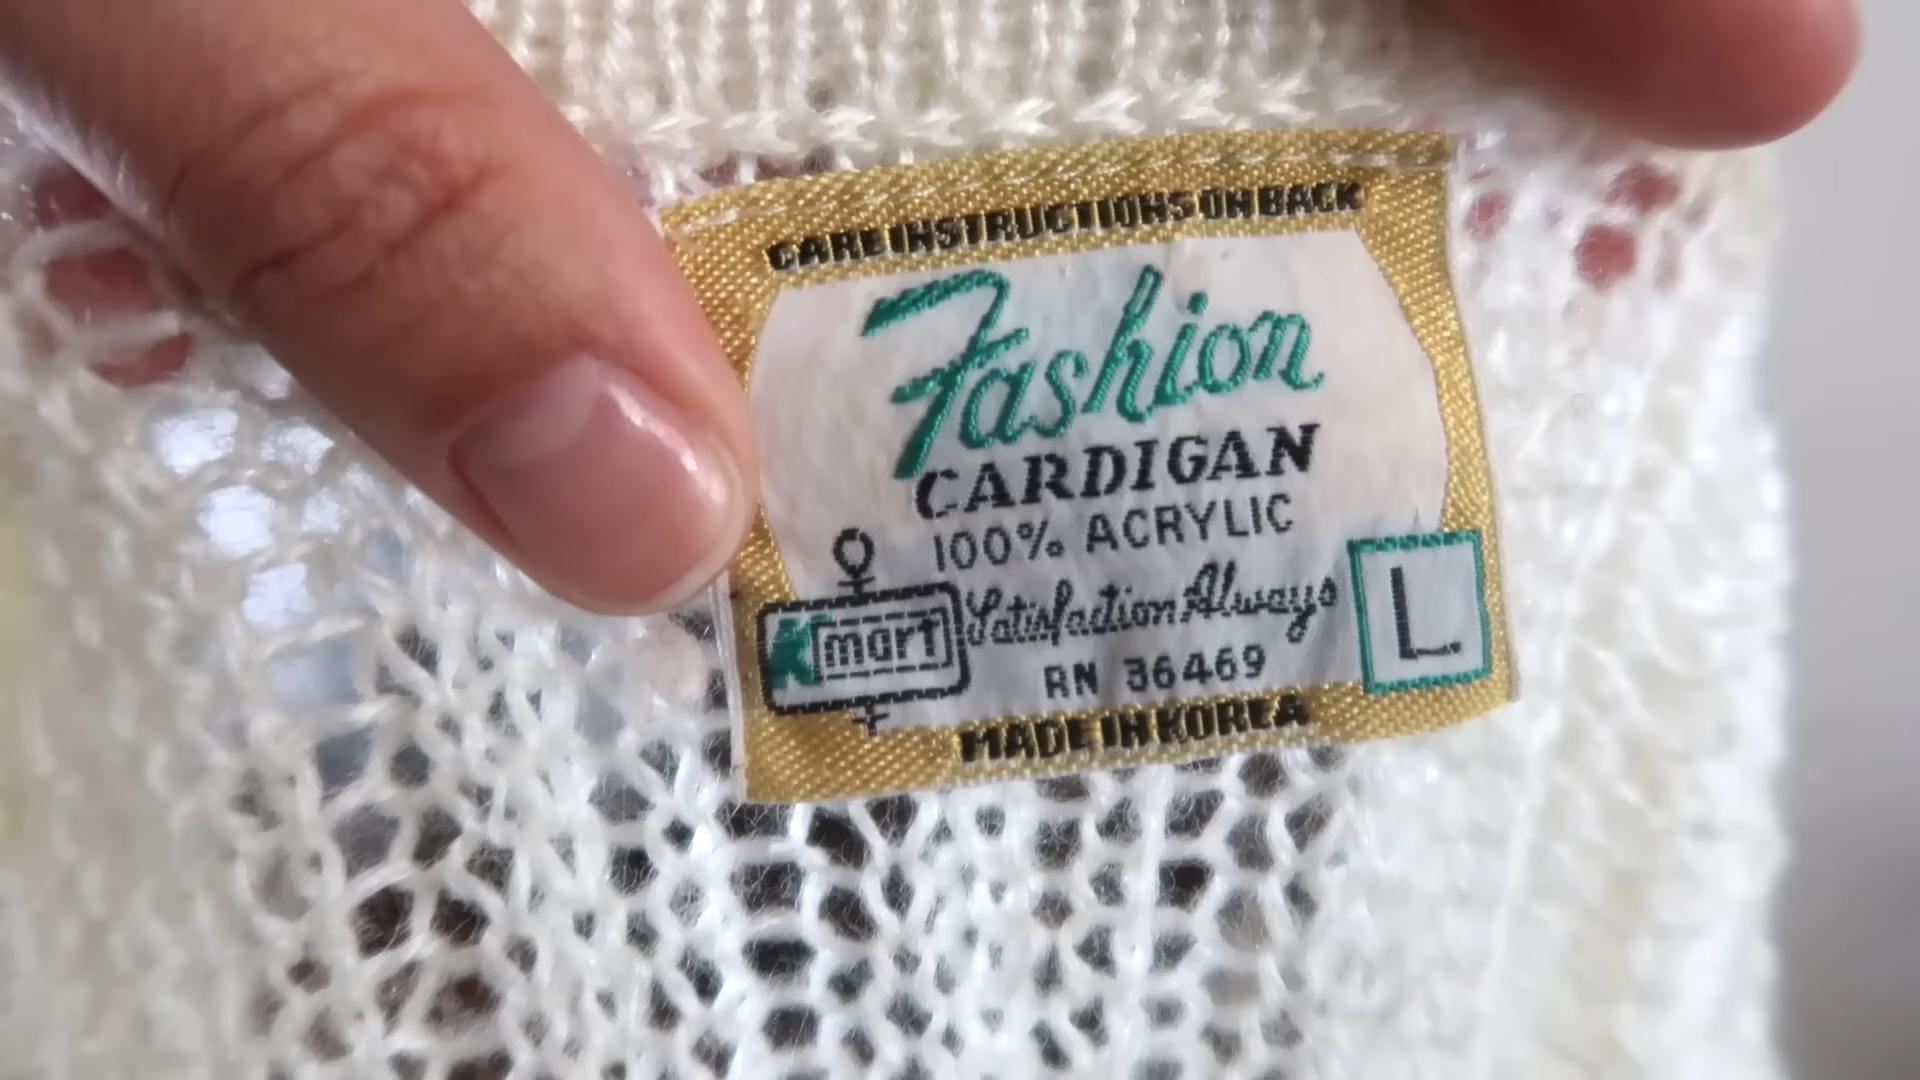 CARE INSTRUCTIONS ON BACK
Fashion
CARDIGAN
100% ACRYLIC
Kmart
Satisfaction Always
L
RN 36469
MADE IN KOREA